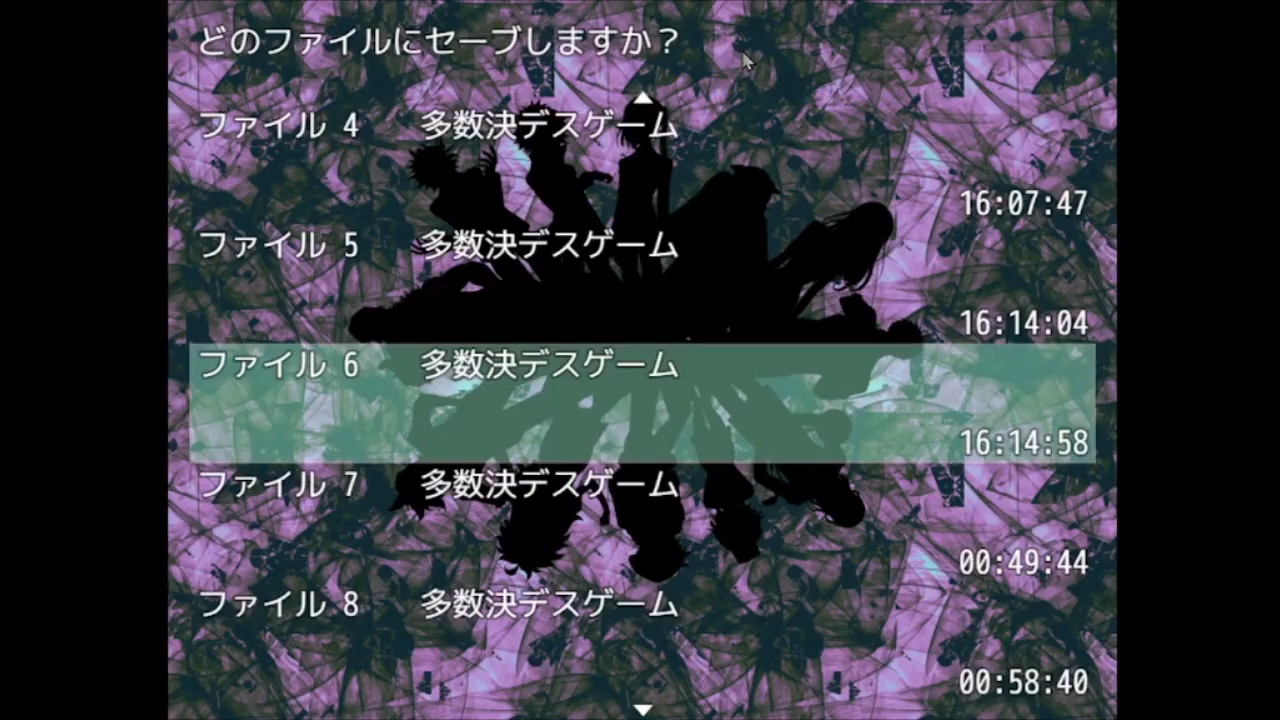 どのファイルにセーブしますか？
ファイル 4 多数決デスゲーム
16:07:47
ファイル 5 多数決デスゲーム
16:14:04
ファイル 6 多数決デスゲーム
16:14:58
ファイル 7 多数決デスゲーム
00:49:44
ファイル 8 多数決デスゲーム
00:58:40